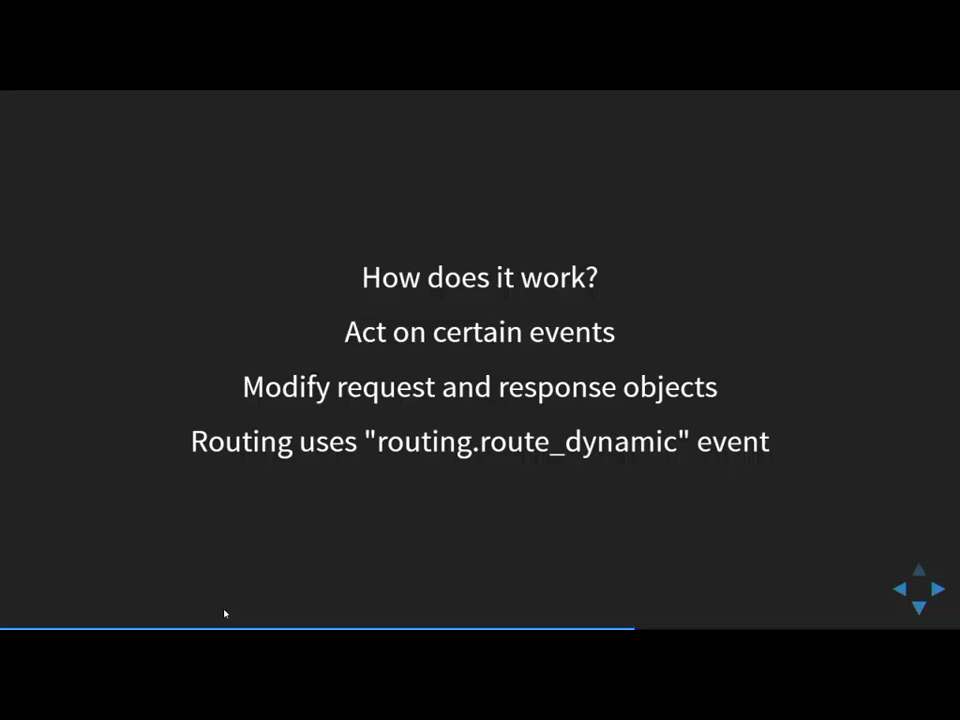 How does it work?
Act on certain events
Modify request and response objects
Routing uses "routing.route_dynamic" event